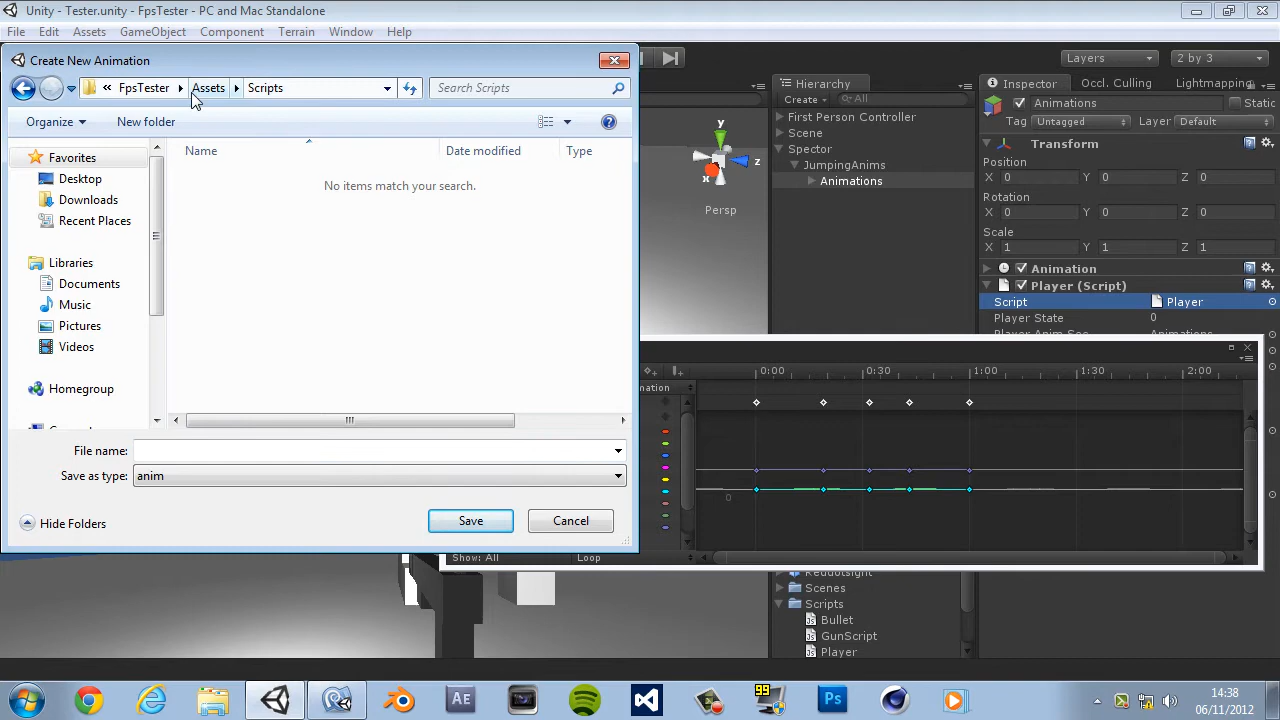 Unity - Tester.unity - FpsTester - PC and Mac Standalone
File Edit Assets GameObject Component Terrain Window Help
Create New Animation
Layers 2 by 3
FpsTester Assets Scripts Search Scripts
Organize New folder
Favorites
Desktop
Downloads
Recent Places
Libraries
Documents
Music
Pictures
Videos
Homegroup
Name Date modified Type
No items match your search.
File name:
Save as type: anim
Hide Folders Save Cancel
y
z
x
Persp
Hierarchy
Create All
First Person Controller
Scene
Spector
JumpingAnims
Animations
Inspector Occ. Culling Lightmapping
Animations Static
Tag Untagged Layer Default
Transform
Position
X 0 Y 0 Z 0
Rotation
X 0 Y 0 Z 0
Scale
X 1 Y 1 Z 1
Animation
Player (Script)
Script Player
Player State 0
0:00 0:30 1:00 1:30 2:00
0
Show: All Loop
Scenes
Scripts
Bullet
GunScript
Player
AE 99 Ps
14:38
06/11/2012